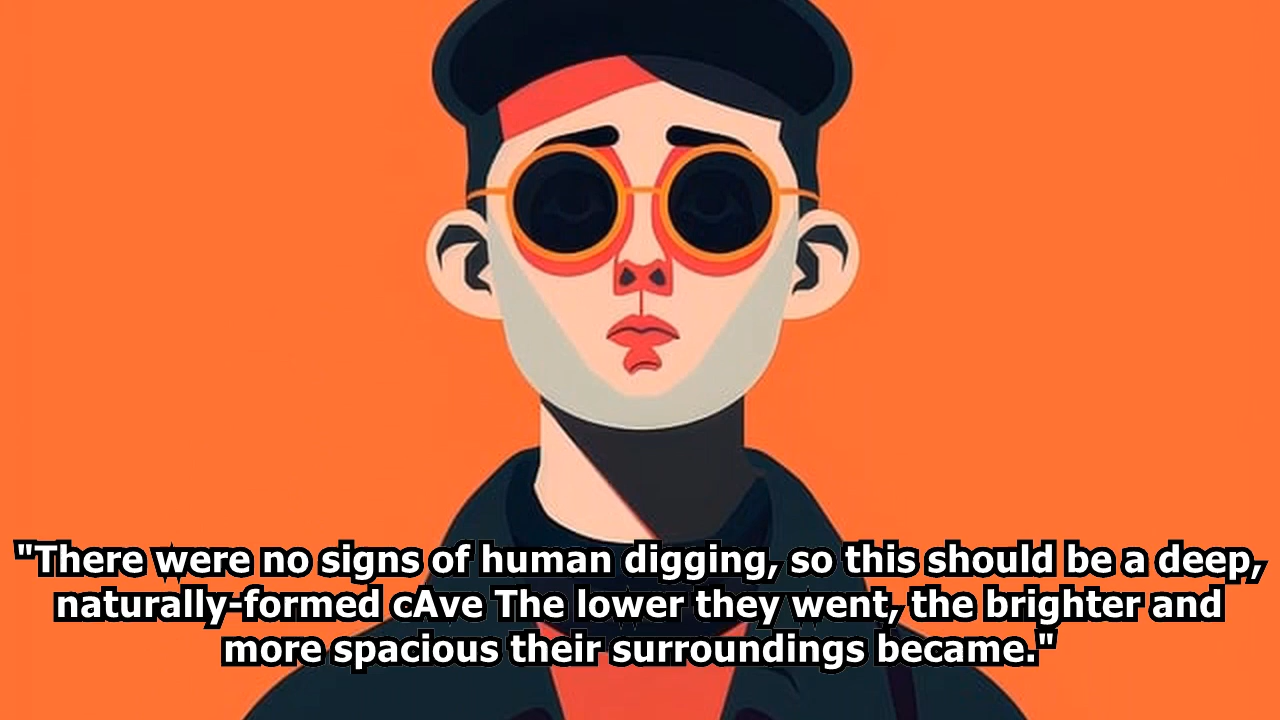 "There were no signs of human digging, so this should be a deep,
naturally-formed cAve The lower they went, the brighter and
more spacious their surroundings became."